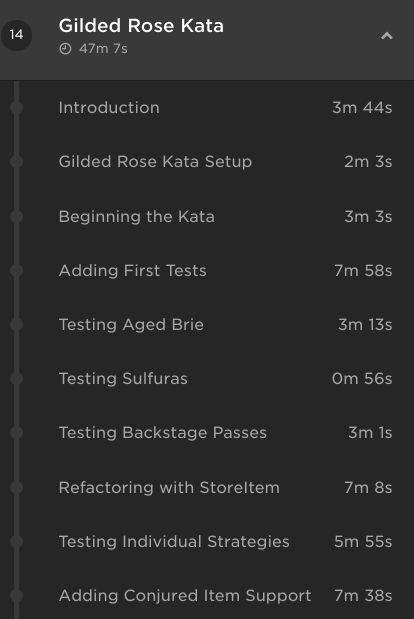 14
Gilded Rose Kata
47m 7s
Introduction 3m 44s
Gilded Rose Kata Setup 2m 3s
Beginning the Kata 3m 3s
Adding First Tests 7m 58s
Testing Aged Brie 3m 13s
Testing Sulfuras 0m 56s
Testing Backstage Passes 3m 1s
Refactoring with StoreItem 7m 8s
Testing Individual Strategies 5m 55s
Adding Conjured Item Support 7m 38s